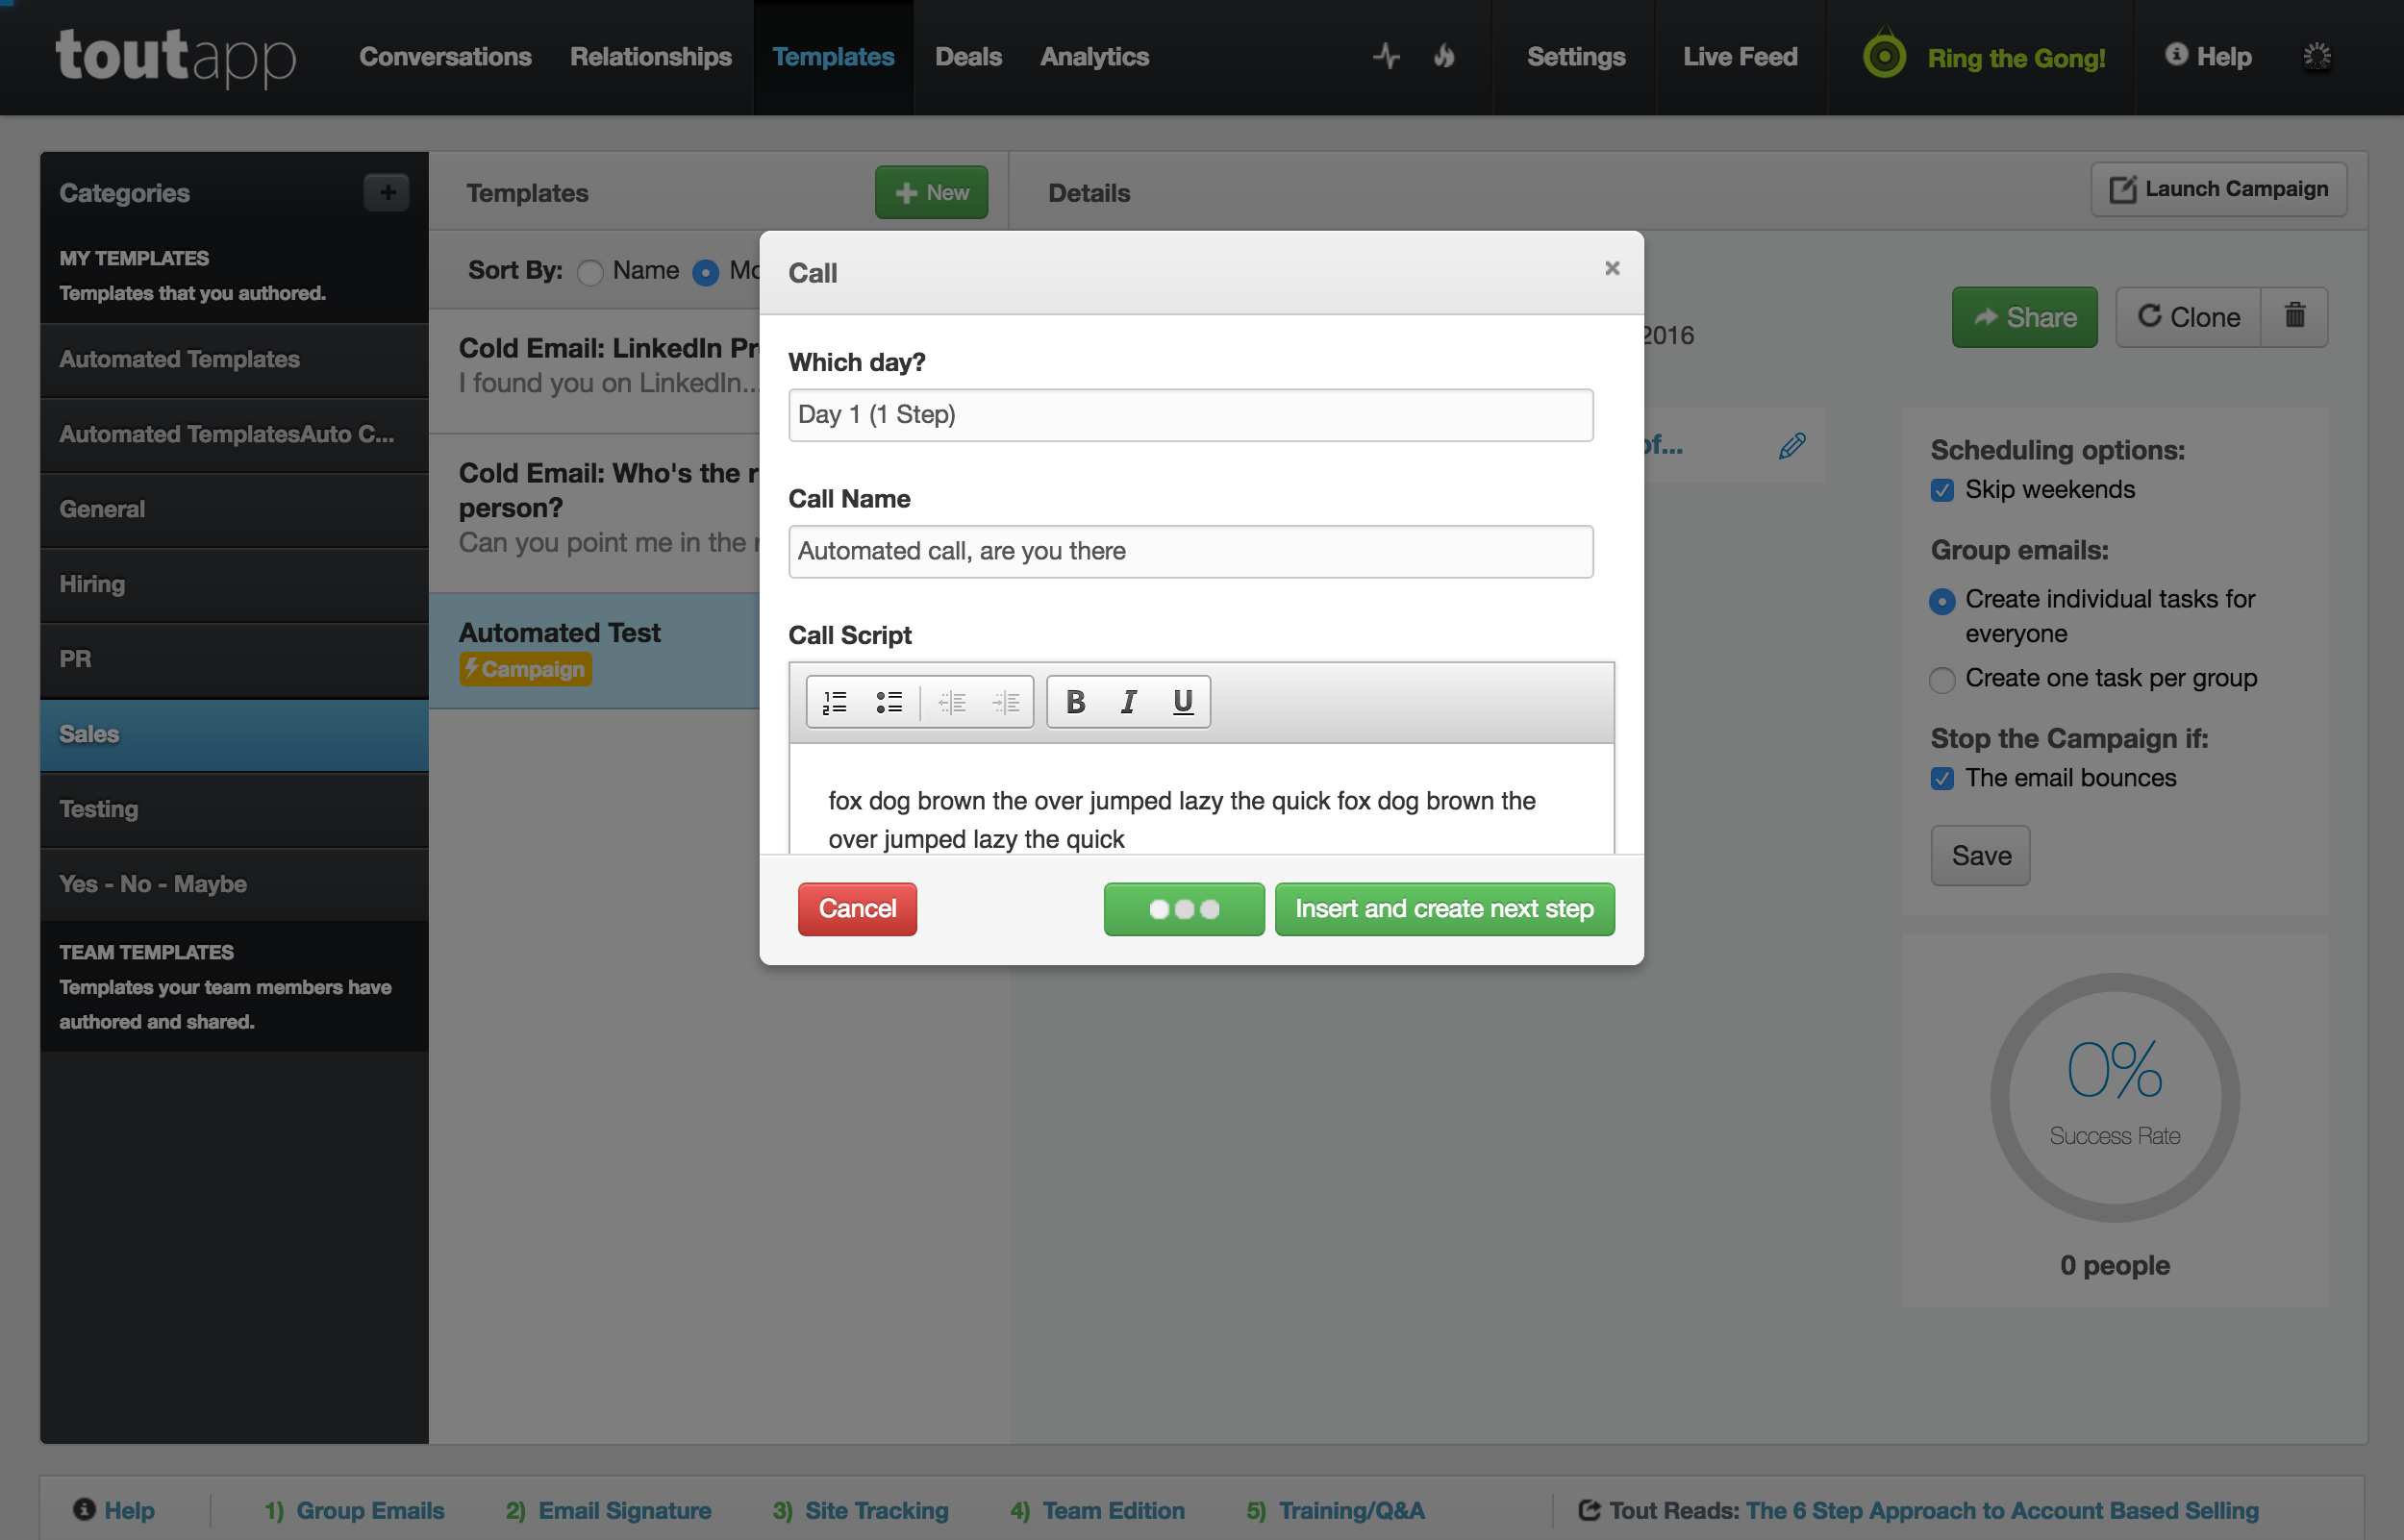 toutapp
Conversations
Relationships
Templates
Deals
Analytics
Settings
Live Feed
Ring the Gong!
Help
Categories
MY TEMPLATES
Templates that you authored.
Automated Templates
Automated TemplatesAuto C...
General
Hiring
PR
Sales
Testing
Yes - No - Maybe
TEAM TEMPLATES
Templates your team members have
authored and shared.
Templates
New
Sort By:
Name
Cold Email: LinkedIn
I found you on LinkedIn...
Cold Email: Who's the
person?
Can you point me in the
Automated Test
Campaign
Details
Launch Campaign
2016
Share
Clone
of...
Call
×
Which day?
Day 1 (1 Step)
Call Name
Automated call, are you there
Call Script
B I U
fox dog brown the over jumped lazy the quick fox dog brown the
over jumped lazy the quick
Cancel
Insert and create next step
Scheduling options:
Skip weekends
Group emails:
Create individual tasks for
everyone
Create one task per group
Stop the Campaign if:
The email bounces
Save
0%
Success Rate
0 people
Help
1) Group Emails
2) Email Signature
3) Site Tracking
4) Team Edition
5) Training/Q&A
Tout Reads: The 6 Step Approach to Account Based Selling